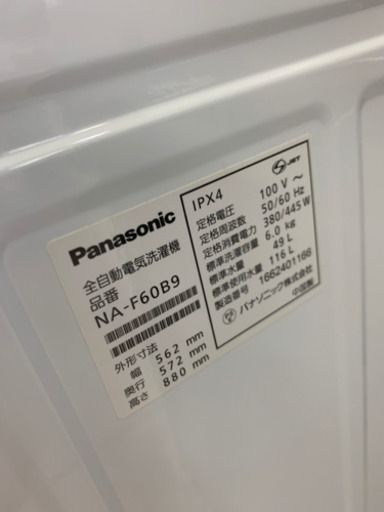 Panasonic
全自動電気洗濯機
品番
NA-F60B9
外形寸法
幅 562 mm
奥行 572 mm
高さ 880 mm
IPX4
JET
定格電圧 100 V ～
定格周波数 50/60 Hz
定格消費電力 380/445 W
標準洗濯容量 6.0 kg
標準水量 49 L
標準使用水量 116 L
製造番号 1662401166
パナソニック株式会社
中国製